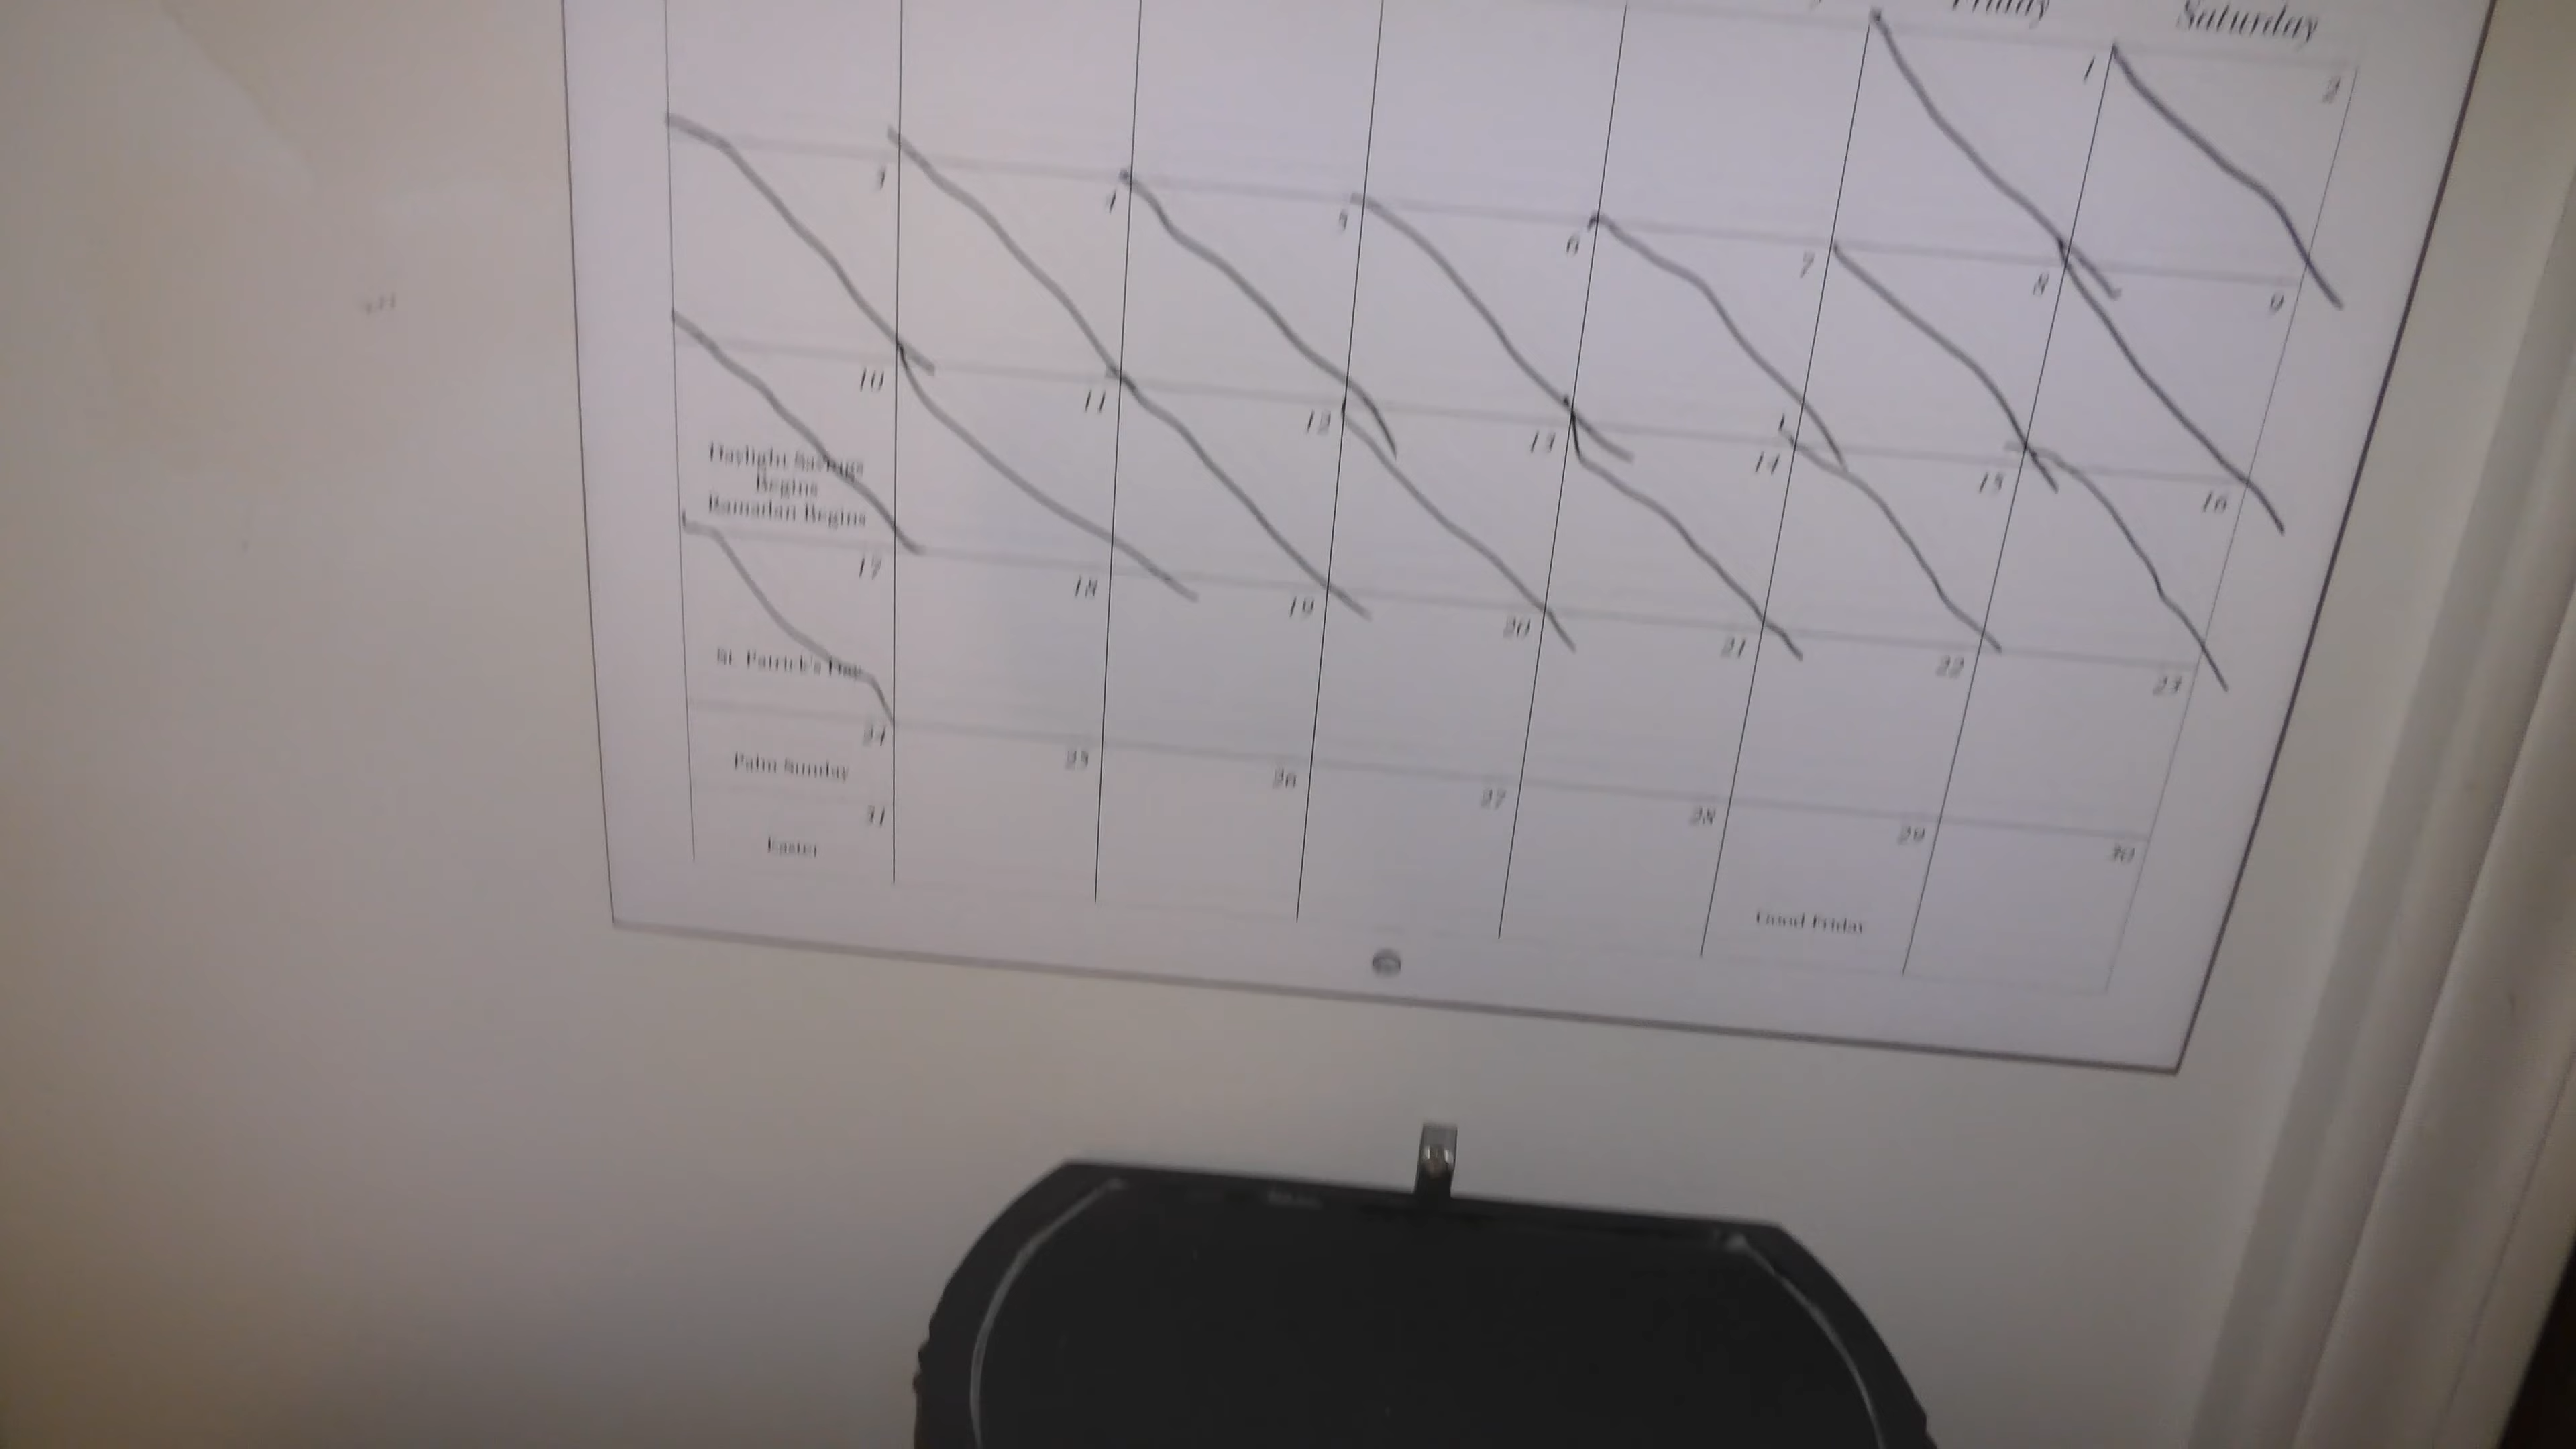 Friday Saturday
1 2
3 4 5 6 7 8 9
10 11 12 13 14 15 16
Daylight Savings
Begins
Ramadan Begins
17 18 19 20 21 22 23
St. Patrick's Day
24 25 26 27 28 29 30
Palm Sunday
31
Easter
Good Friday